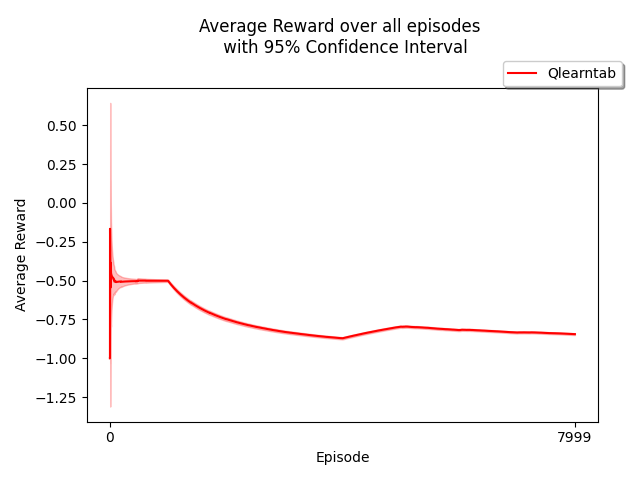 Average Reward over all episodes
with 95% Confidence Interval
Qlearntab
0.50
0.25
0.00
−0.25
−0.50
−0.75
−1.00
−1.25
Average Reward
0
7999
Episode